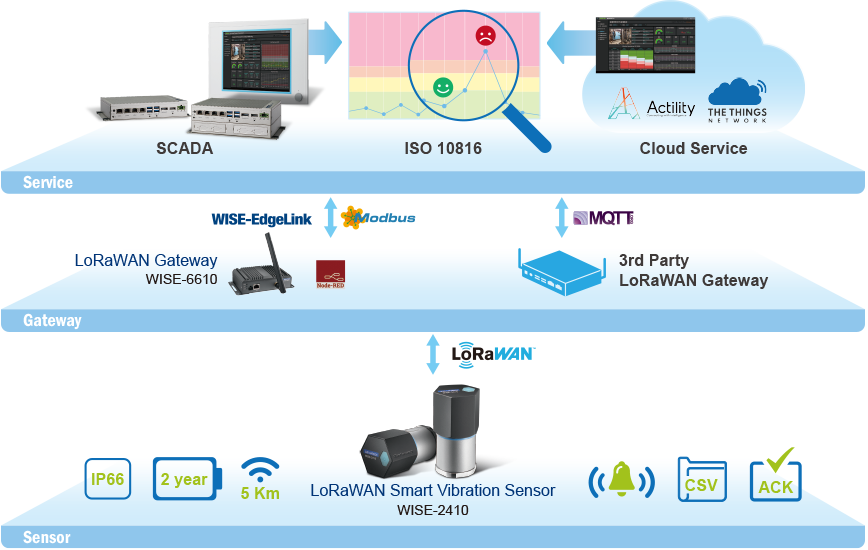 SCADA
ISO 10816
Actility
THE THINGS
NETWORK
Cloud Service
Service
WISE-EdgeLink
Modbus
MQTT
LoRaWAN Gateway
WISE-6610
Node-RED
3rd Party
LoRaWAN Gateway
Gateway
LoRaWAN
IP66
2 year
5 Km
LoRaWAN Smart Vibration Sensor
WISE-2410
CSV
ACK
Sensor